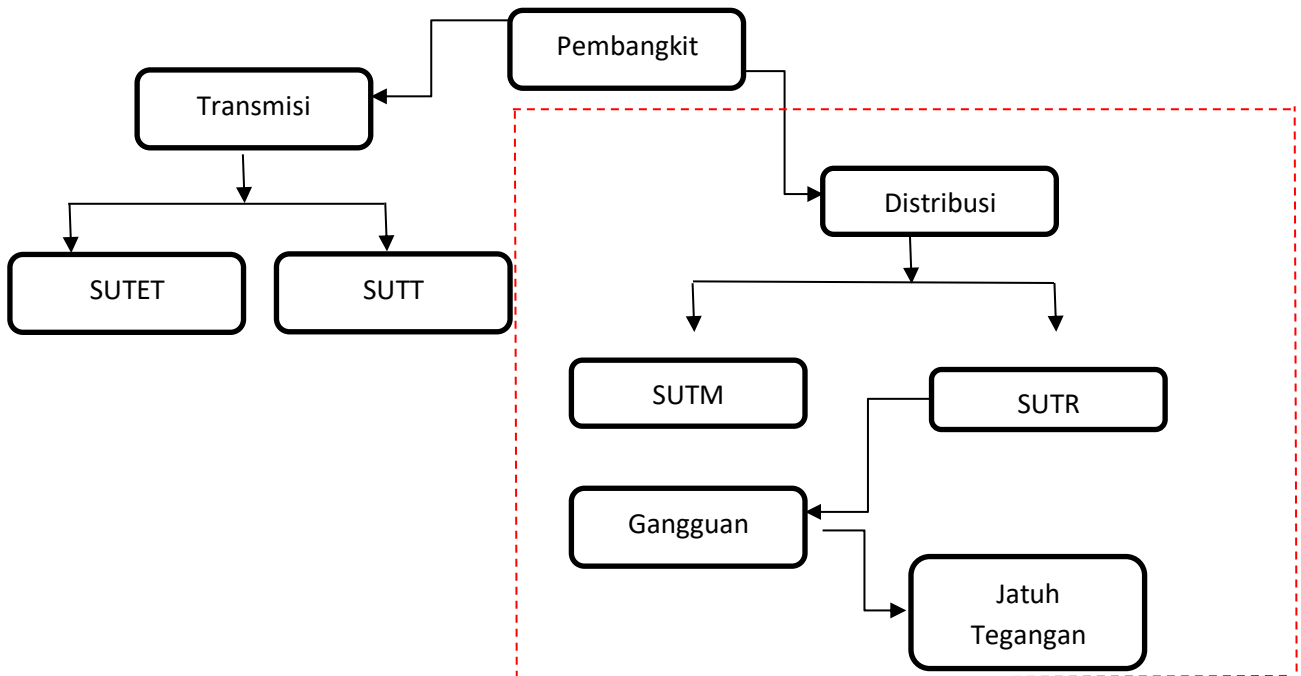 Pembangkit
Transmisi
Distribusi
SUTET
SUTT
SUTM
SUTR
Gangguan
Jatuh
Tegangan